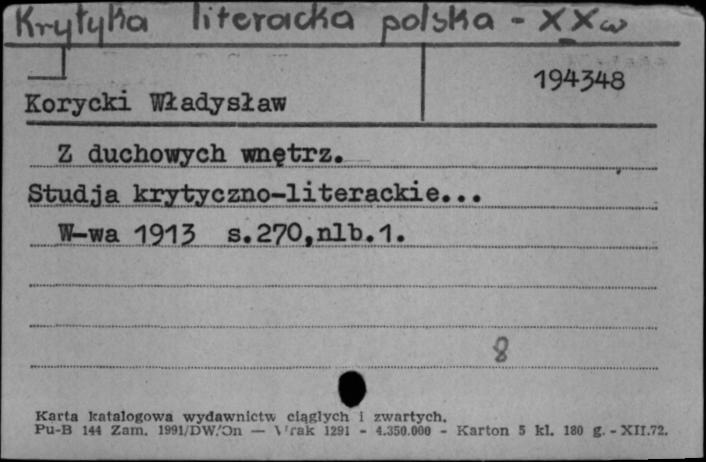 Krytyka literacka polska - XX w
194348
Korycki Władysław
Z duchowych wnętrz.
Studja krytyczno-literackie...
W-wa 1913 s.270,nlb.1.
8
Karta katalogowa wydawnictw ciągłych i zwartych.
Pu-B 144 Zam. 1991/DW/On — 1291 - 4.350.000 - Karton 5 kl. 180 g. - XII.72.